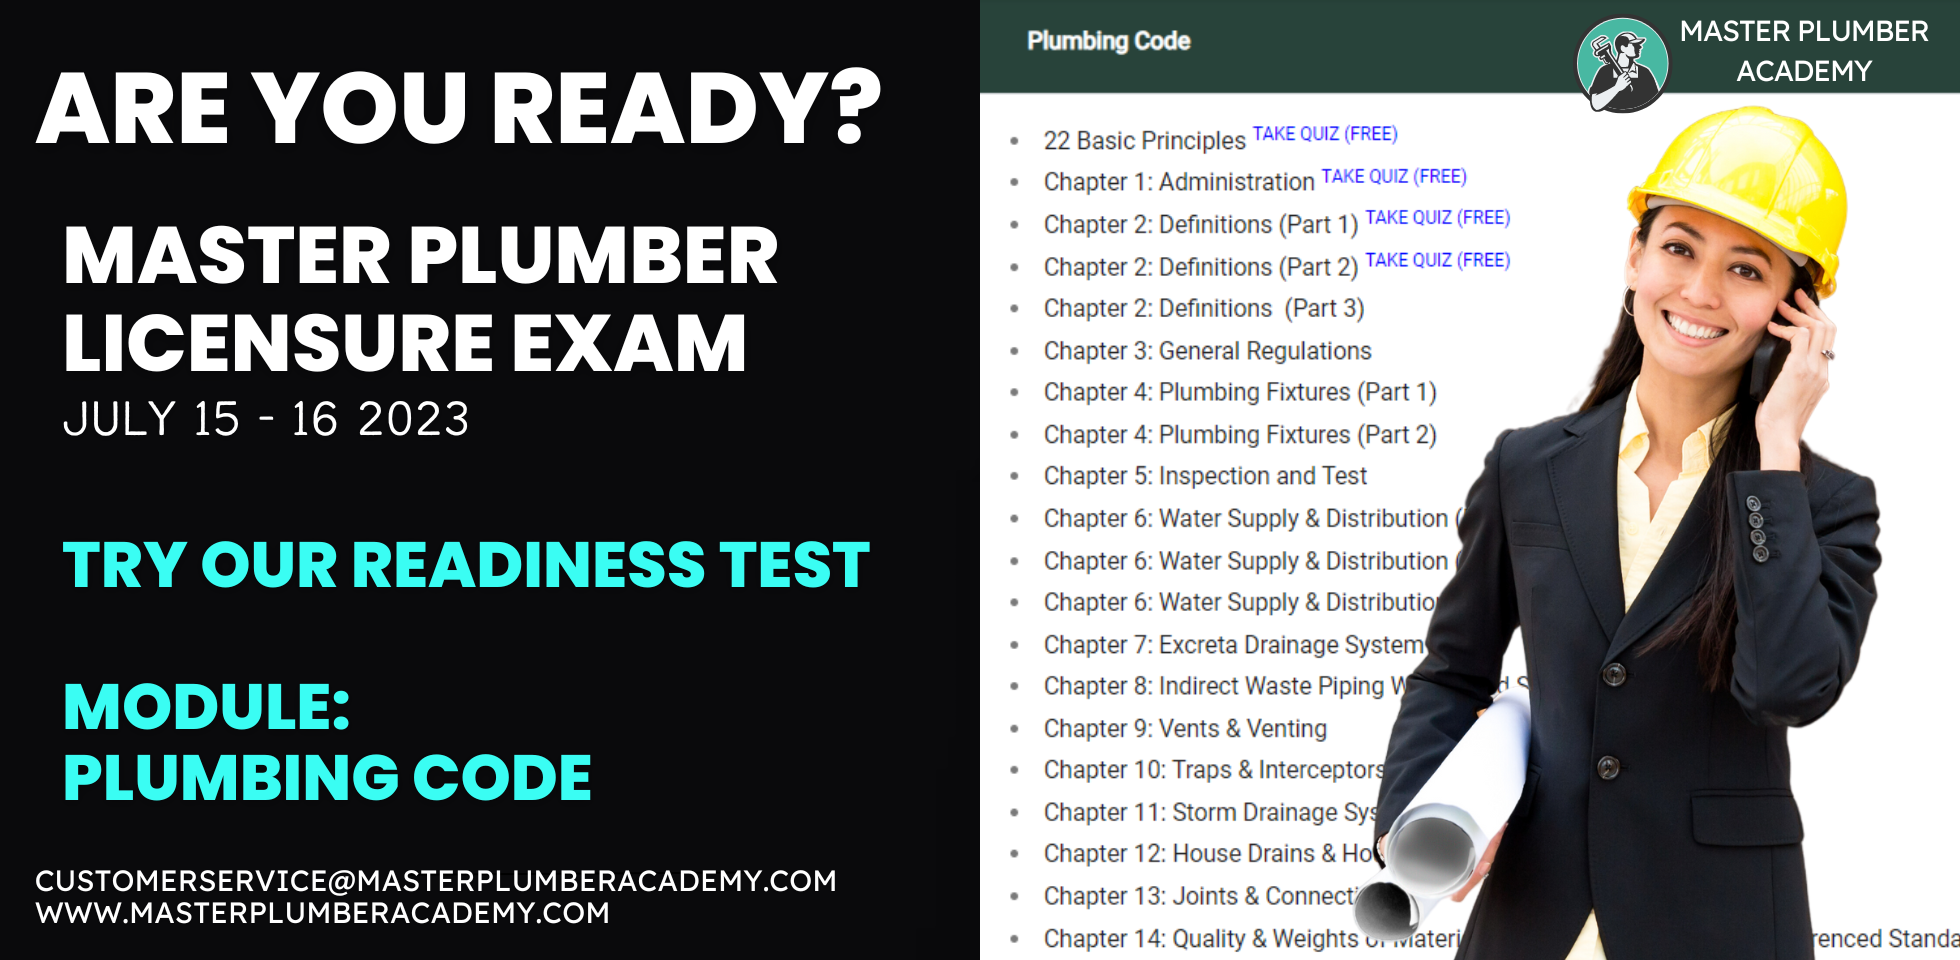 ARE YOU READY?
MASTER PLUMBER
LICENSURE EXAM
JULY 15 - 16 2023
TRY OUR READINESS TEST
MODULE:
PLUMBING CODE
CUSTOMERSERVICE@MASTERPLUMBERACADEMY.COM
WWW.MASTERPLUMBERACADEMY.COM
Plumbing Code
MASTER PLUMBER
ACADEMY
22 Basic Principles TAKE QUIZ (FREE)
Chapter 1: Administration TAKE QUIZ (FREE)
Chapter 2: Definitions (Part 1) TAKE QUIZ (FREE)
Chapter 2: Definitions (Part 2) TAKE QUIZ (FREE)
Chapter 2: Definitions (Part 3)
Chapter 3: General Regulations
Chapter 4: Plumbing Fixtures (Part 1)
Chapter 4: Plumbing Fixtures (Part 2)
Chapter 5: Inspection and Test
Chapter 6: Water Supply & Distribution
Chapter 6: Water Supply & Distribution
Chapter 6: Water Supply &
Chapter 7: Excreta Drainage System
Chapter 8: Indirect Waste Piping
Chapter 9: Vents & Venting
Chapter 10: Traps & Interceptors
Chapter 11: Storm Drainage
Chapter 12: House Drains &
Chapter 13: Joints &
Chapter 14: Quality & Weights of